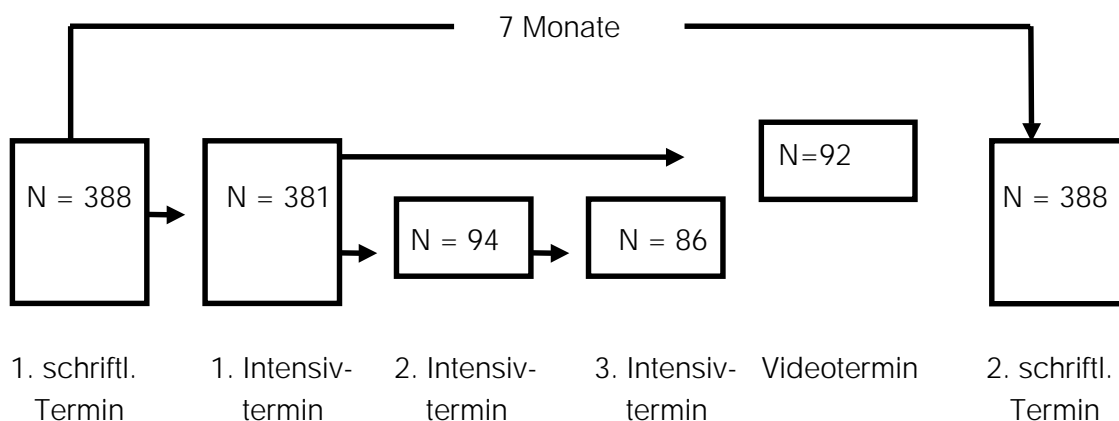 7 Monate
N = 388
N = 381
N = 94
N = 86
N=92
N = 388
1. schriftl.
Termin
1. Intensiv-
termin
2. Intensiv-
termin
3. Intensiv-
termin
Videotermin
2. schriftl.
Termin